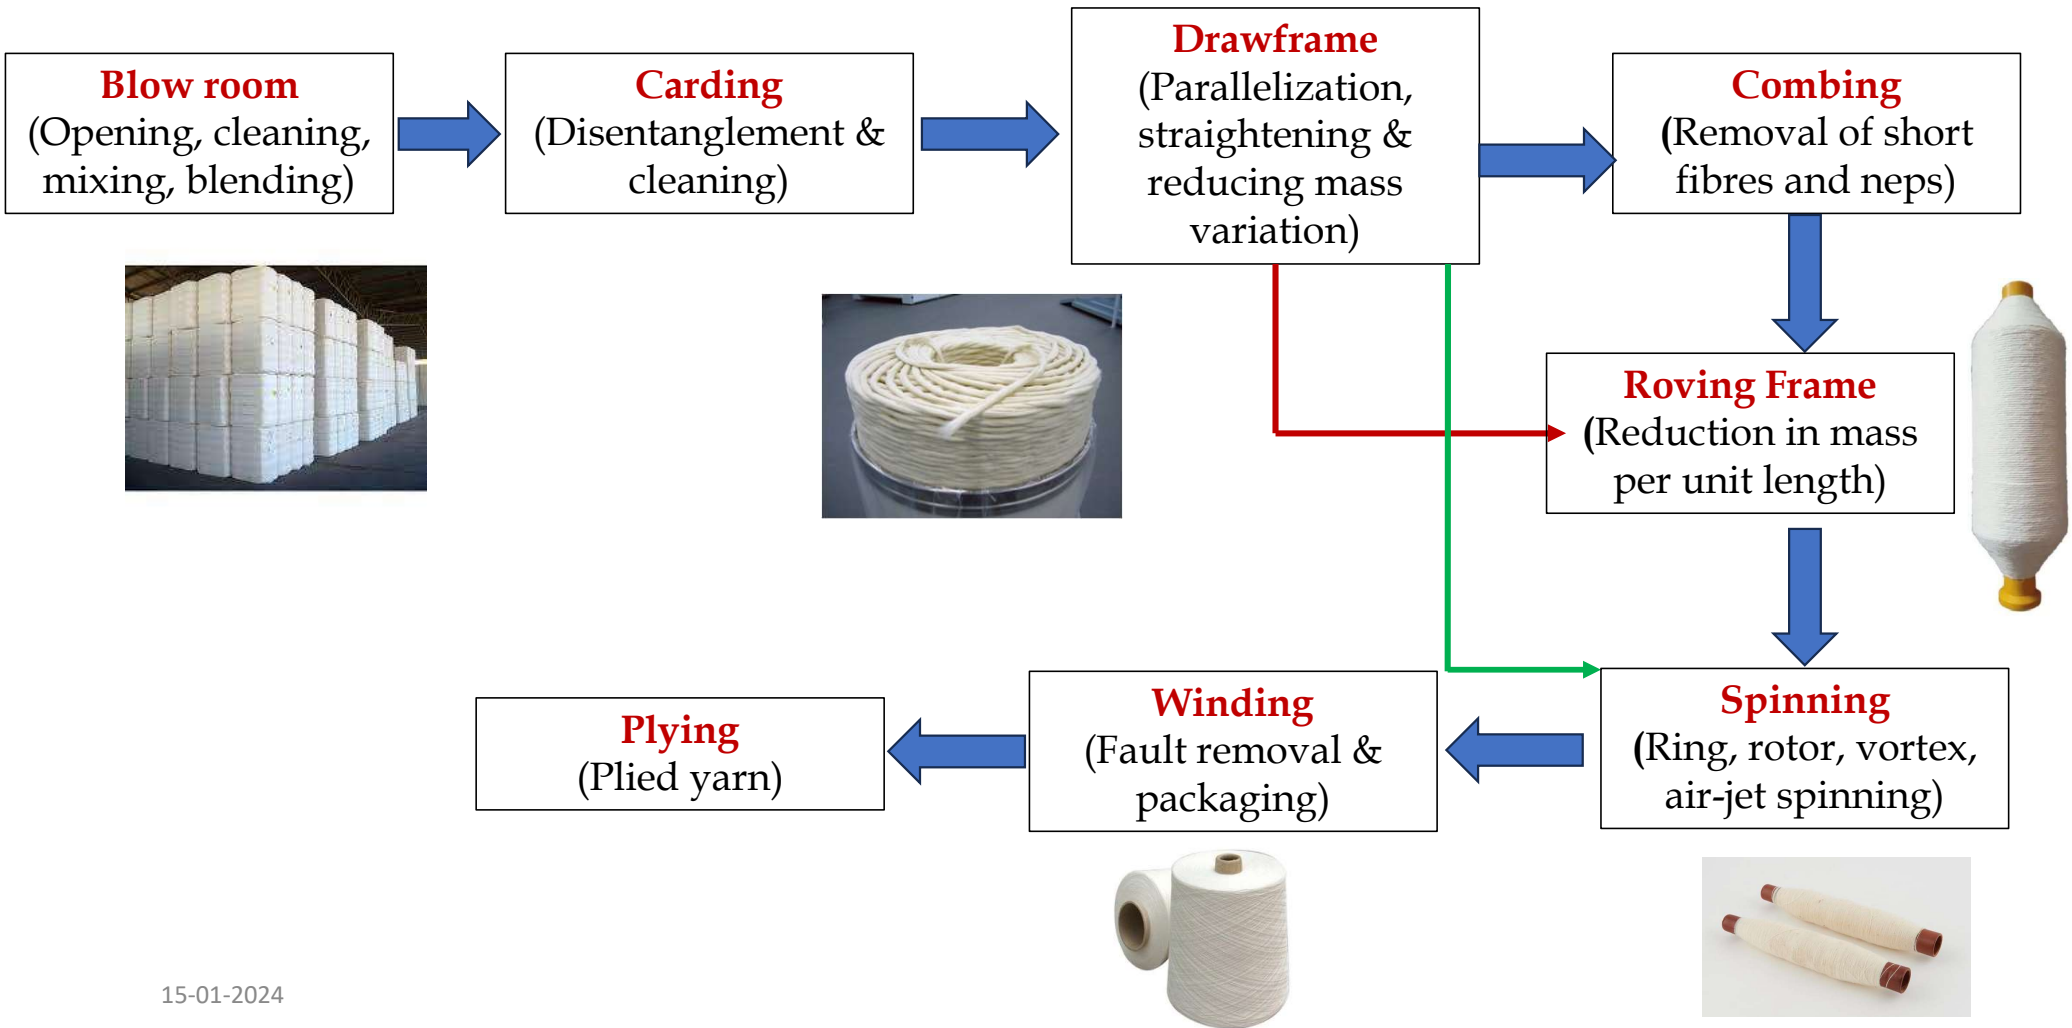 Blow room
(Opening, cleaning,
mixing, blending)
Carding
(Disentanglement &
cleaning)
Drawframe
(Parallelization,
straightening &
reducing mass
variation)
Combing
(Removal of short
fibres and neps)
Roving Frame
(Reduction in mass
per unit length)
Spinning
(Ring, rotor, vortex,
air-jet spinning)
Winding
(Fault removal &
packaging)
Plying
(Plied yarn)
15-01-2024